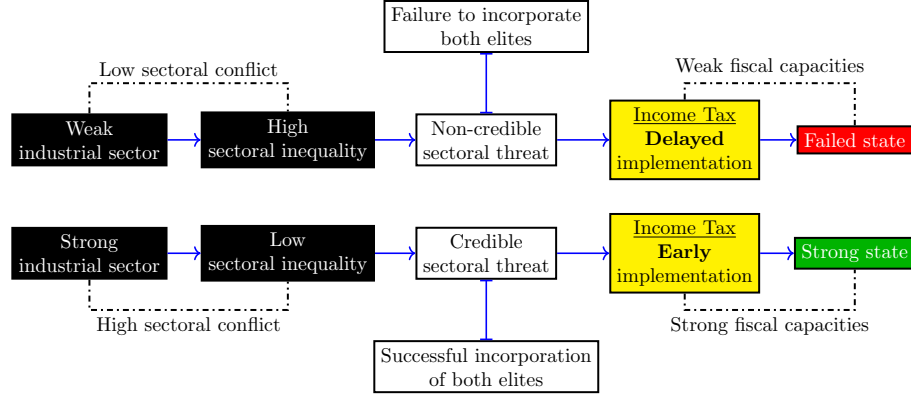 Failure to incorporate
both elites
Low sectoral conflict
Weak fiscal capacities
Weak
industrial sector
High
sectoral inequality
Non-credible
sectoral threat
Income Tax
Delayed
implementation
Failed state
Strong
industrial sector
Low
sectoral inequality
Credible
sectoral threat
Income Tax
Early
implementation
Strong state
High sectoral conflict
Strong fiscal capacities
Successful incorporation
of both elites